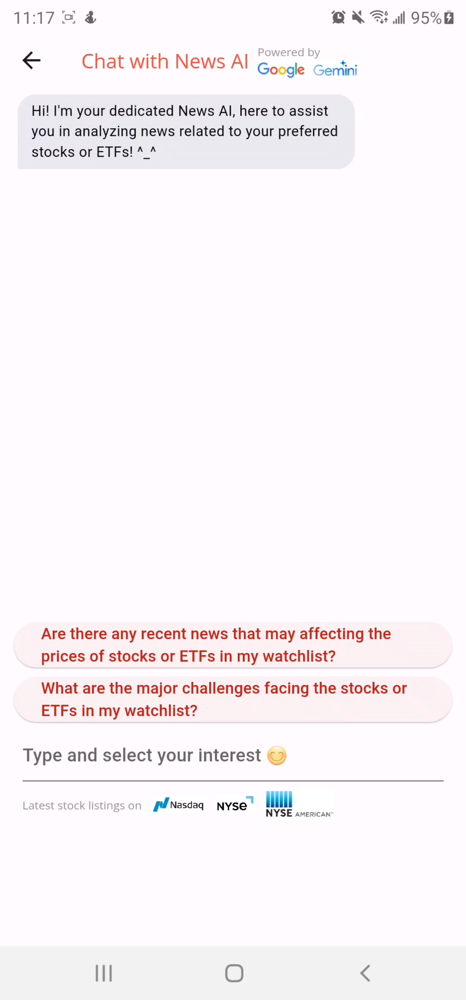 11:17 95%
Chat with News AI
Powered by
Google Gemini
Hi! I'm your dedicated News AI, here to assist
you in analyzing news related to your preferred
stocks or ETFs! ^_^
Are there any recent news that may affecting the
prices of stocks or ETFs in my watchlist?
What are the major challenges facing the stocks or
ETFs in my watchlist?
Type and select your interest 😊
Latest stock listings on Nasdaq NYSE NYSE AMERICAN™